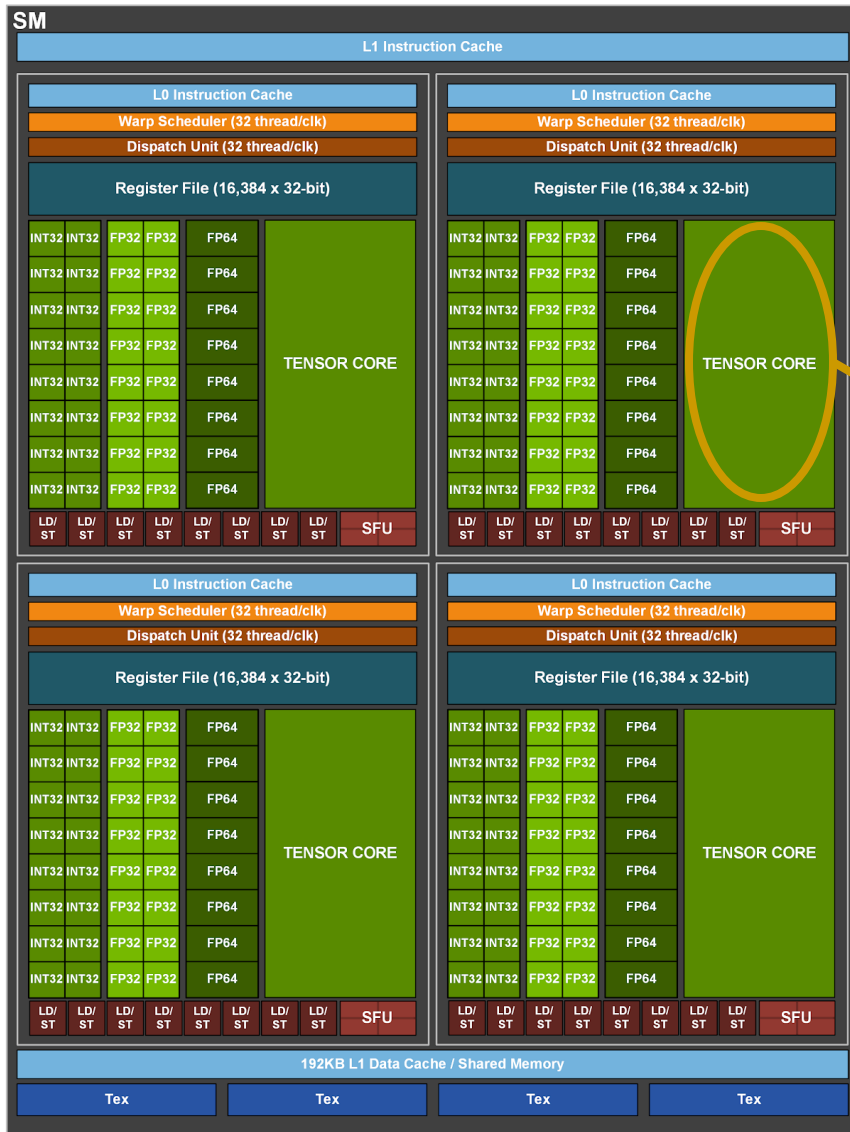 SM
L1 Instruction Cache
L0 Instruction Cache
Warp Scheduler (32 thread/clk)
Dispatch Unit (32 thread/clk)
Register File (16,384 x 32-bit)
INT32 INT32 FP32 FP32 FP64
INT32 INT32 FP32 FP32 FP64
INT32 INT32 FP32 FP32 FP64
INT32 INT32 FP32 FP32 FP64
INT32 INT32 FP32 FP32 FP64
INT32 INT32 FP32 FP32 FP64
INT32 INT32 FP32 FP32 FP64
INT32 INT32 FP32 FP32 FP64
TENSOR CORE
LD/ LD/ LD/ LD/ LD/ LD/ LD/ LD/
ST ST ST ST ST ST ST ST
SFU
L0 Instruction Cache
Warp Scheduler (32 thread/clk)
Dispatch Unit (32 thread/clk)
Register File (16,384 x 32-bit)
INT32 INT32 FP32 FP32 FP64
INT32 INT32 FP32 FP32 FP64
INT32 INT32 FP32 FP32 FP64
INT32 INT32 FP32 FP32 FP64
INT32 INT32 FP32 FP32 FP64
INT32 INT32 FP32 FP32 FP64
INT32 INT32 FP32 FP32 FP64
INT32 INT32 FP32 FP32 FP64
TENSOR CORE
LD/ LD/ LD/ LD/ LD/ LD/ LD/ LD/
ST ST ST ST ST ST ST ST
SFU
L0 Instruction Cache
Warp Scheduler (32 thread/clk)
Dispatch Unit (32 thread/clk)
Register File (16,384 x 32-bit)
INT32 INT32 FP32 FP32 FP64
INT32 INT32 FP32 FP32 FP64
INT32 INT32 FP32 FP32 FP64
INT32 INT32 FP32 FP32 FP64
INT32 INT32 FP32 FP32 FP64
INT32 INT32 FP32 FP32 FP64
INT32 INT32 FP32 FP32 FP64
INT32 INT32 FP32 FP32 FP64
TENSOR CORE
LD/ LD/ LD/ LD/ LD/ LD/ LD/ LD/
ST ST ST ST ST ST ST ST
SFU
L0 Instruction Cache
Warp Scheduler (32 thread/clk)
Dispatch Unit (32 thread/clk)
Register File (16,384 x 32-bit)
INT32 INT32 FP32 FP32 FP64
INT32 INT32 FP32 FP32 FP64
INT32 INT32 FP32 FP32 FP64
INT32 INT32 FP32 FP32 FP64
INT32 INT32 FP32 FP32 FP64
INT32 INT32 FP32 FP32 FP64
INT32 INT32 FP32 FP32 FP64
INT32 INT32 FP32 FP32 FP64
TENSOR CORE
LD/ LD/ LD/ LD/ LD/ LD/ LD/ LD/
ST ST ST ST ST ST ST ST
SFU
192KB L1 Data Cache / Shared Memory
Tex Tex Tex Tex